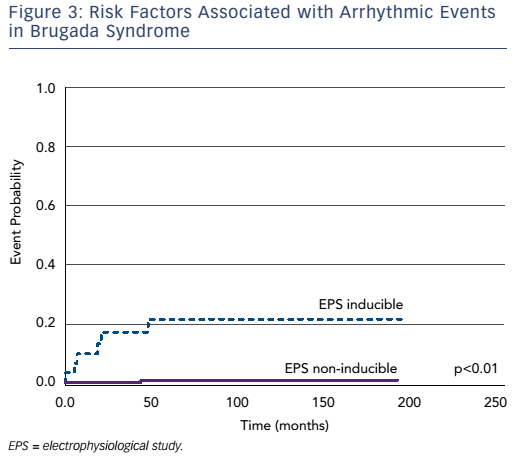 Figure 3: Risk Factors Associated with Arrhythmic Events
in Brugada Syndrome
1.0
0.8
0.6
0.4
0.2
0.0
Event Probability
EPS inducible
EPS non-inducible
p<0.01
0.0 50 100 150 200 250
Time (months)
EPS = electrophysiological study.